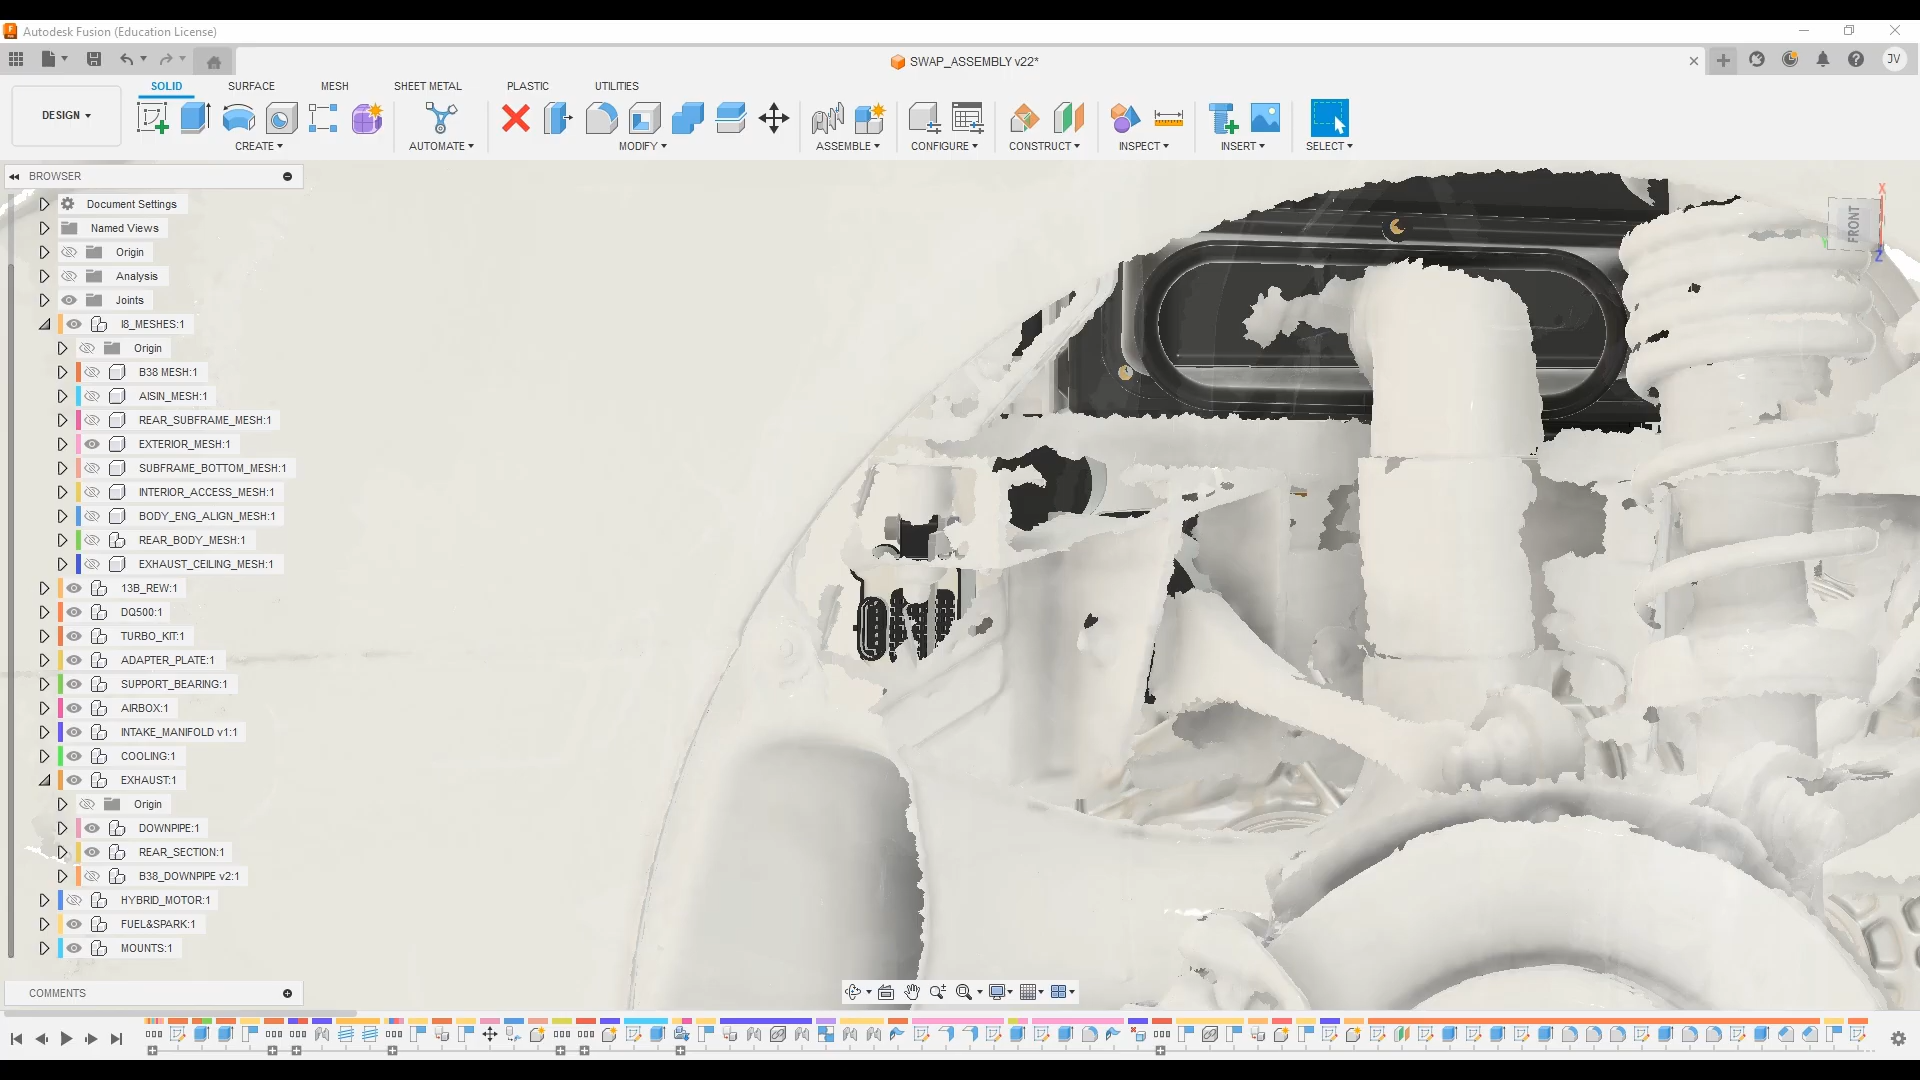 Autodesk Fusion (Education License)
SWAP_ASSEMBLY v22*
JV
SOLID SURFACE MESH SHEET METAL PLASTIC UTILITIES
DESIGN
CREATE AUTOMATE MODIFY ASSEMBLE CONFIGURE CONSTRUCT INSPECT INSERT SELECT
BROWSER
Document Settings
Named Views
Origin
Analysis
Joints
I8_MESHES:1
Origin
B38 MESH:1
AISIN_MESH:1
REAR_SUBFRAME_MESH:1
EXTERIOR_MESH:1
SUBFRAME_BOTTOM_MESH:1
INTERIOR_ACCESS_MESH:1
BODY_ENG_ALIGN_MESH:1
REAR_BODY_MESH:1
EXHAUST_CEILING_MESH:1
13B_REW:1
DQ500:1
TURBO_KIT:1
ADAPTER_PLATE:1
SUPPORT_BEARING:1
AIRBOX:1
INTAKE_MANIFOLD v1:1
COOLING:1
EXHAUST:1
Origin
DOWNPIPE:1
REAR_SECTION:1
B38_DOWNPIPE v2:1
HYBRID_MOTOR:1
FUEL&SPARK:1
MOUNTS:1
COMMENTS
X
FRONT
Y
Z